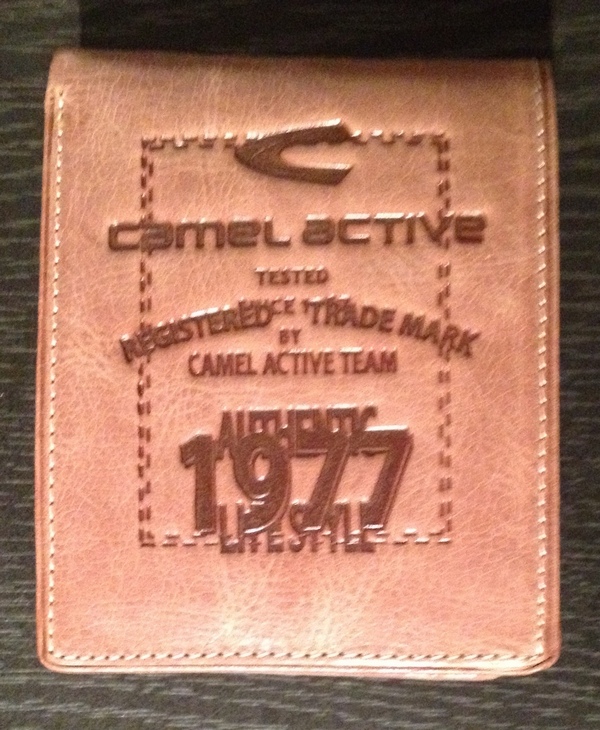 camel active
TESTED
REGISTERED TRADE MARK
BY
CAMEL ACTIVE TEAM
AUTHENTIC
1977
LIFESTYLE